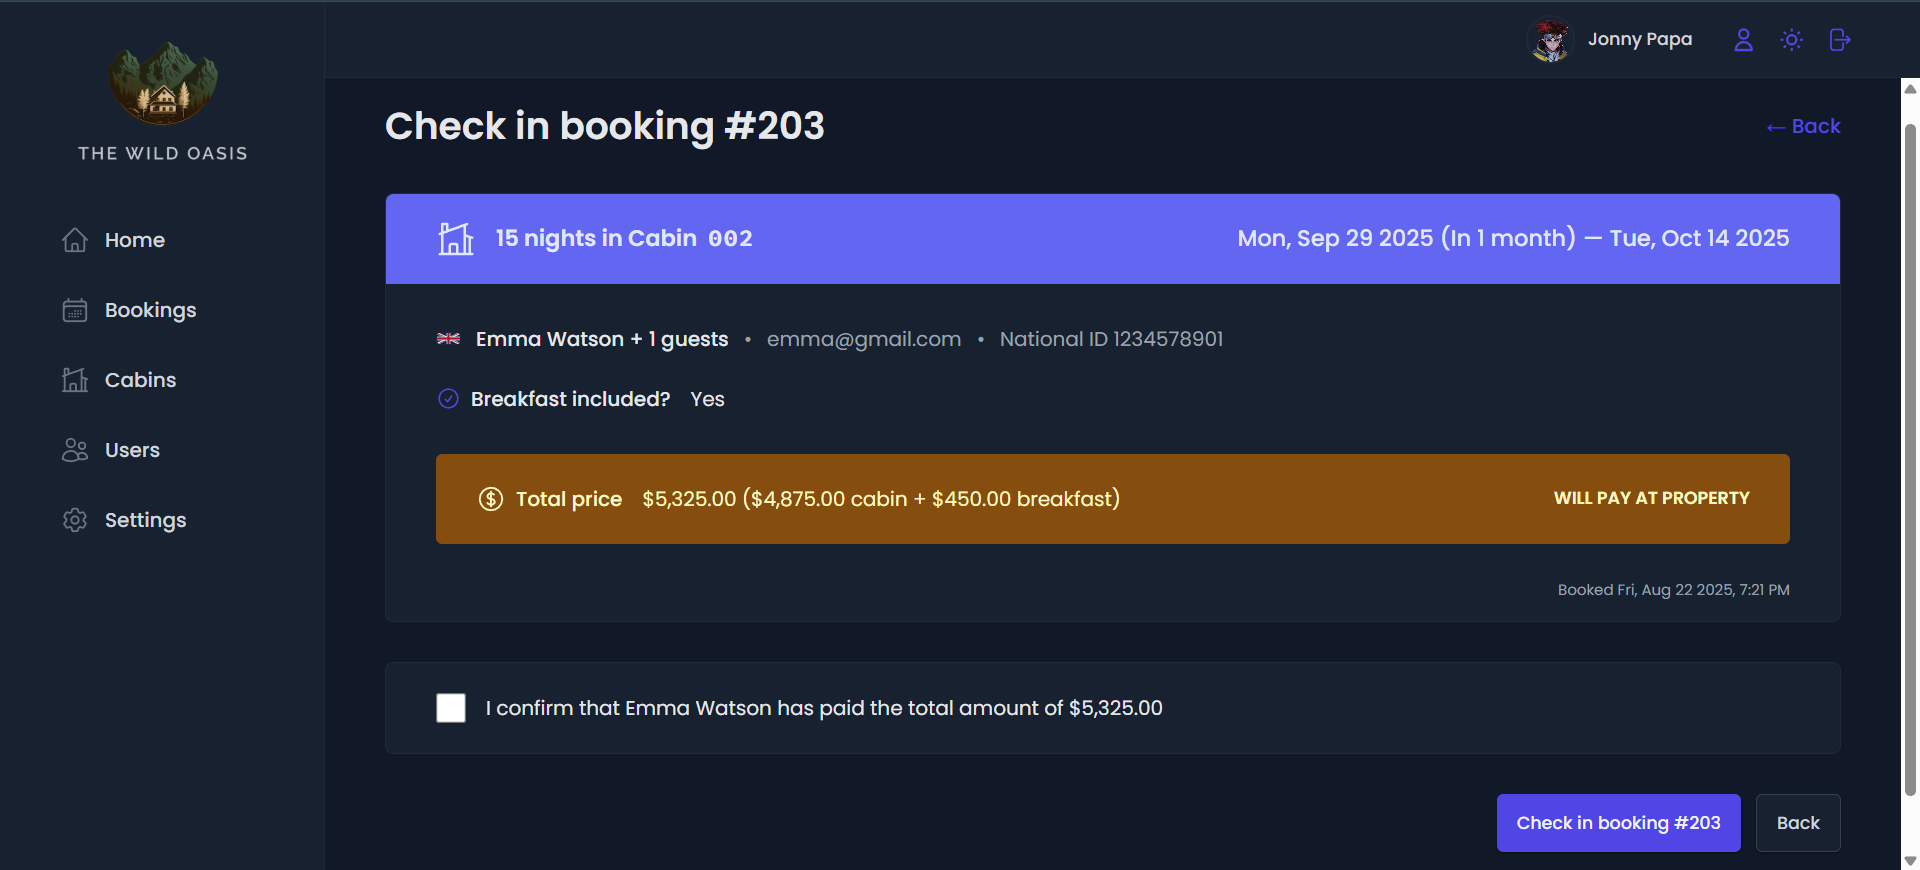 THE WILD OASIS
Home
Bookings
Cabins
Users
Settings
Jonny Papa
Check in booking #203
← Back
15 nights in Cabin 002
Mon, Sep 29 2025 (In 1 month) — Tue, Oct 14 2025
Emma Watson + 1 guests • emma@gmail.com • National ID 1234578901
Breakfast included? Yes
Total price $5,325.00 ($4,875.00 cabin + $450.00 breakfast)
WILL PAY AT PROPERTY
Booked Fri, Aug 22 2025, 7:21 PM
I confirm that Emma Watson has paid the total amount of $5,325.00
Check in booking #203
Back